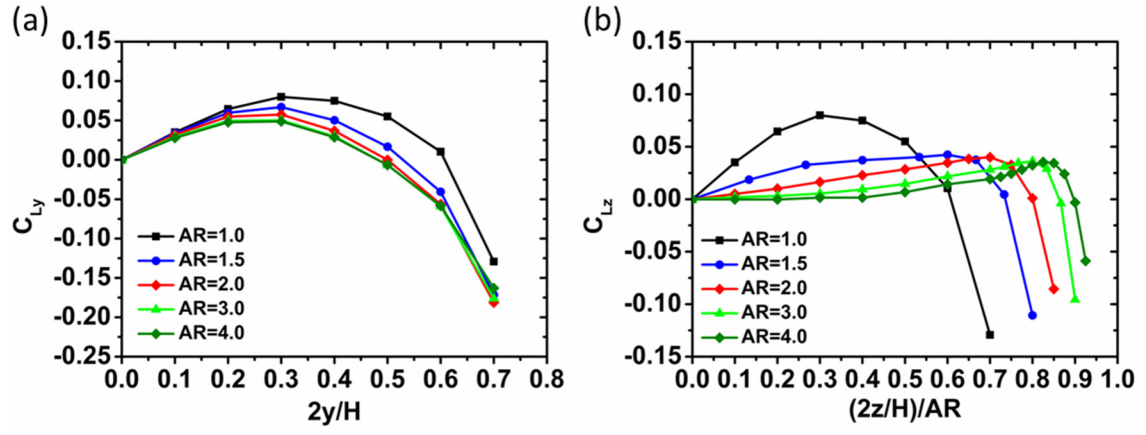 (a)
0.15
0.10
0.05
0.00
-0.05
-0.10
-0.15
-0.20
-0.25
C_Ly
AR=1.0
AR=1.5
AR=2.0
AR=3.0
AR=4.0
0.0 0.1 0.2 0.3 0.4 0.5 0.6 0.7 0.8
2y/H
(b)
0.15
0.10
0.05
0.00
-0.05
-0.10
-0.15
C_Lz
AR=1.0
AR=1.5
AR=2.0
AR=3.0
AR=4.0
0.0 0.1 0.2 0.3 0.4 0.5 0.6 0.7 0.8 0.9 1.0
(2z/H)/AR